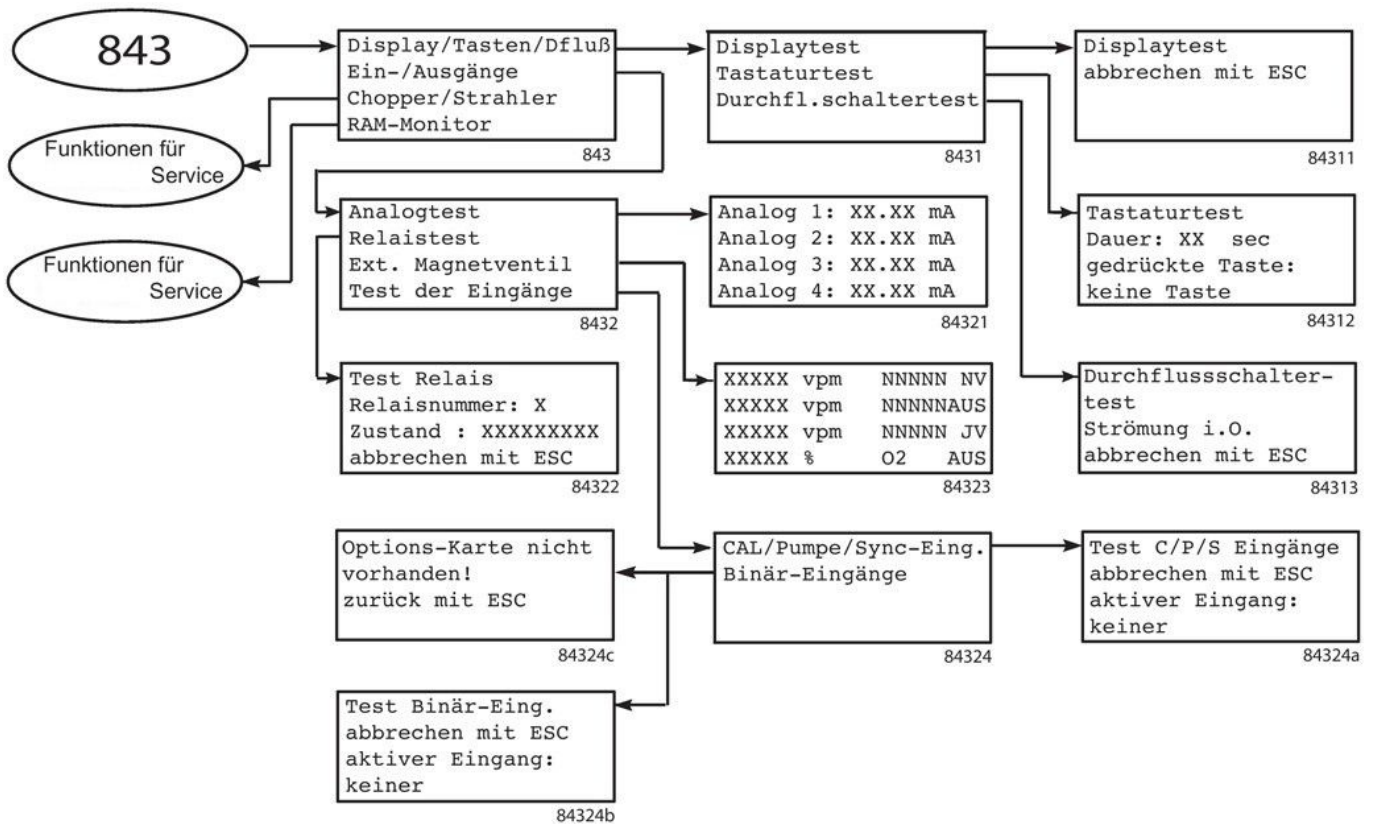 843
Display/Tasten/Dfluß
Ein-/Ausgänge
Chopper/Strahler
RAM-Monitor
843
Displaytest
Tastaturtest
Durchfl.schaltertest
8431
Displaytest
abbrechen mit ESC
84311
Funktionen für
Service
Funktionen für
Service
Analogtest
Relaistest
Ext. Magnetventil
Test der Eingänge
8432
Analog 1: XX.XX mA
Analog 2: XX.XX mA
Analog 3: XX.XX mA
Analog 4: XX.XX mA
84321
Tastaturtest
Dauer: XX sec
gedrückte Taste:
keine Taste
84312
Test Relais
Relaisnummer: X
Zustand : XXXXXXXXX
abbrechen mit ESC
84322
XXXXX vpm NNNNN NV
XXXXX vpm NNNNNAUS
XXXXX vpm NNNNN JV
XXXXX % O2 AUS
84323
Durchflussschalter-
test
Strömung i.O.
abbrechen mit ESC
84313
Options-Karte nicht
vorhanden!
zurück mit ESC
84324c
CAL/Pumpe/Sync-Eing.
Binär-Eingänge
84324
Test C/P/S Eingänge
abbrechen mit ESC
aktiver Eingang:
keiner
84324a
Test Binär-Eing.
abbrechen mit ESC
aktiver Eingang:
keiner
84324b